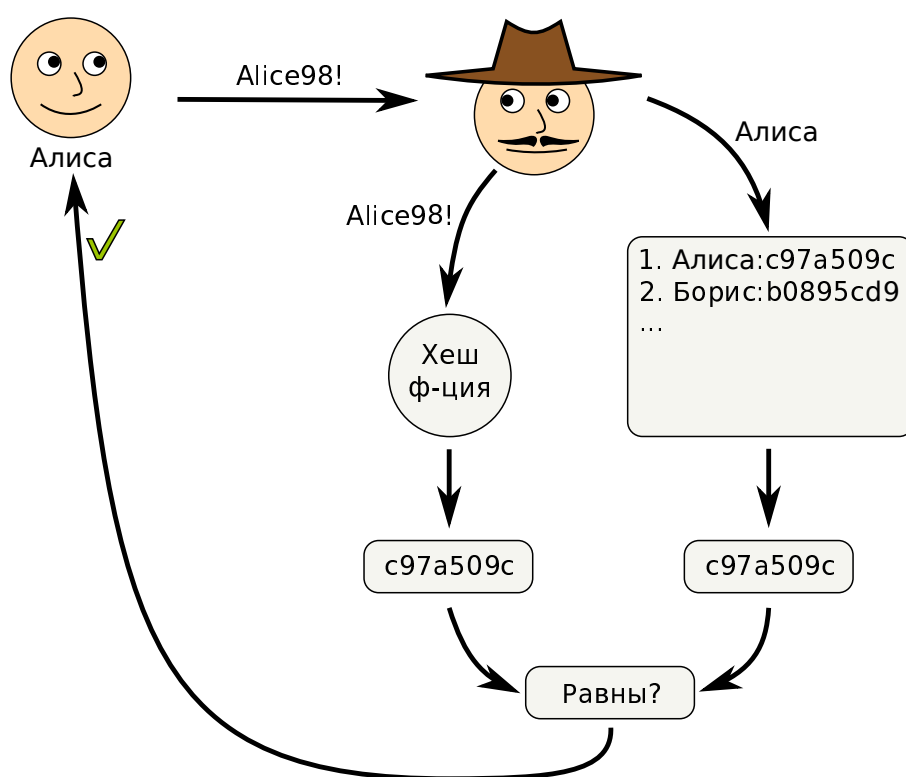 Alice98!
Алиса
Алиса
Alice98!
1. Алиса:c97a509c
2. Борис:b0895cd9
...
Хеш
ф-ция
c97a509c
c97a509c
Равны?